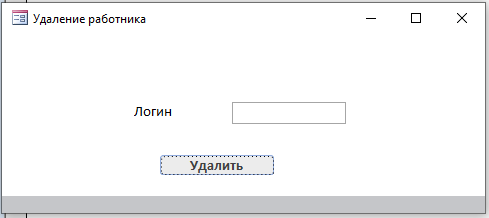 Удаление работника
Логин
Удалить